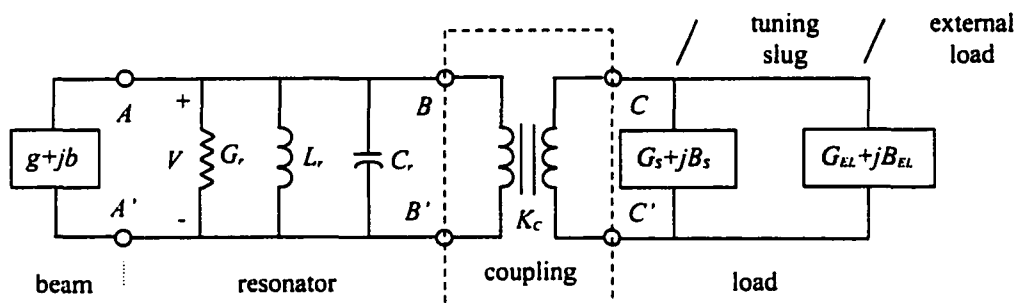 tuning
slug
external
load
A
B
C
+
g+jb
V
G_r
L_r
C_r
G_S+jB_S
G_EL+jB_EL
-
A'
B'
K_C
C'
beam
resonator
coupling
load